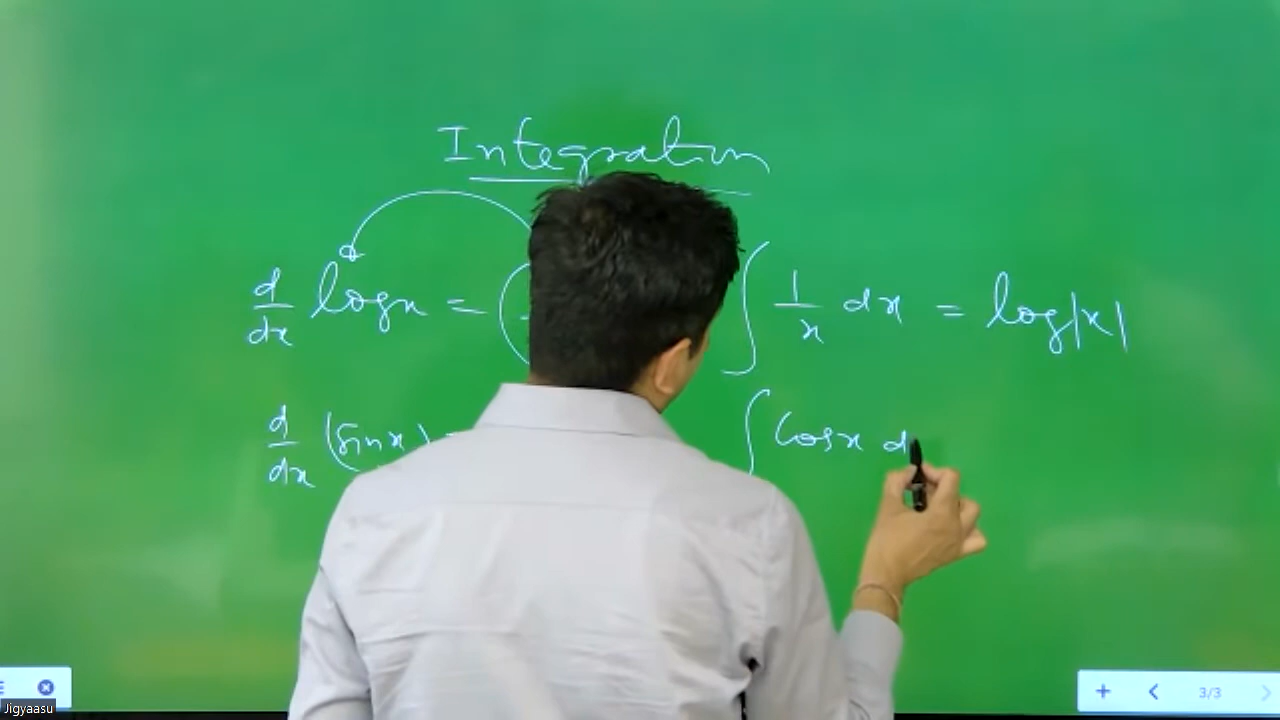 Integration
d/dx logx = ( ∫ 1/x dx = log|x|
d/dx (sinx) ∫ cosx d
+ < 3/3 >
Jigyaasu